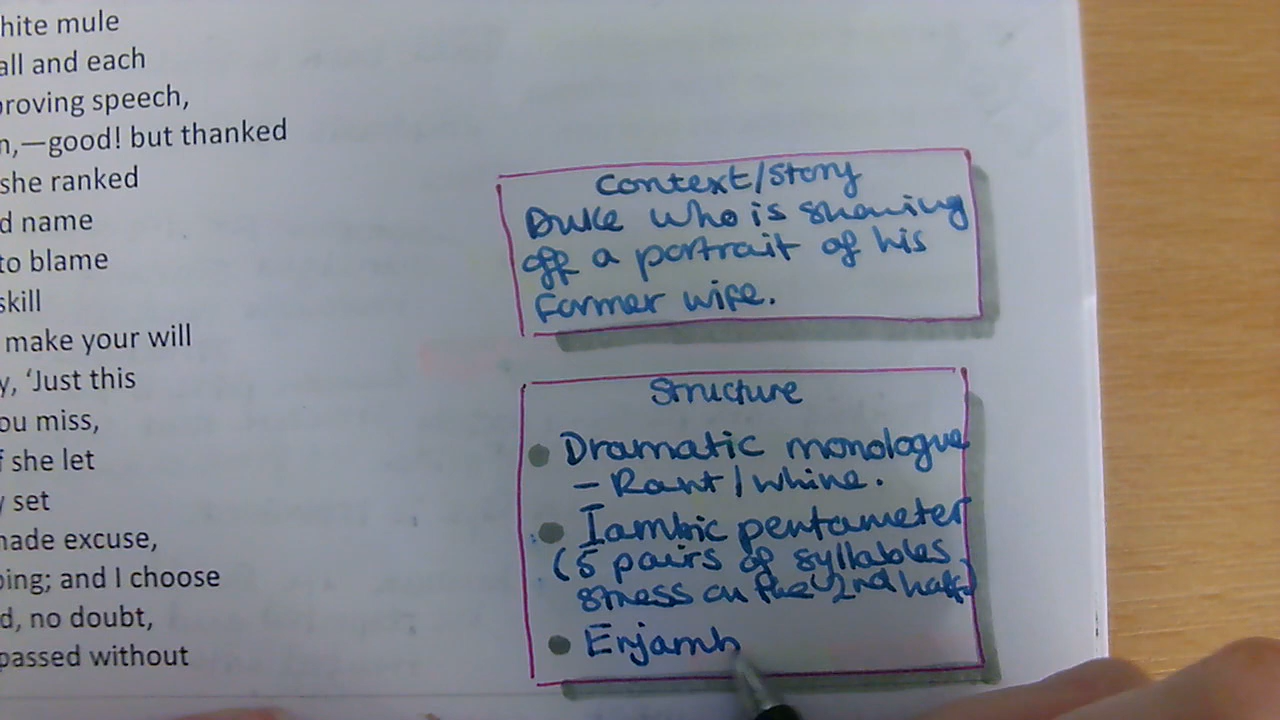 hite mule
all and each
proving speech,
n,—good! but thanked
she ranked
d name
to blame
skill
make your will
y, 'Just this
ou miss,
f she let
y set
nade excuse,
ping; and I choose
d, no doubt,
passed without
Context/Story
Duke who is showing
off a portrait of his
former wife.
Structure
Dramatic monologue
- Rant / whine.
Iambic pentameter
(5 pairs of syllables
stress on the 2nd half)
Enjamb